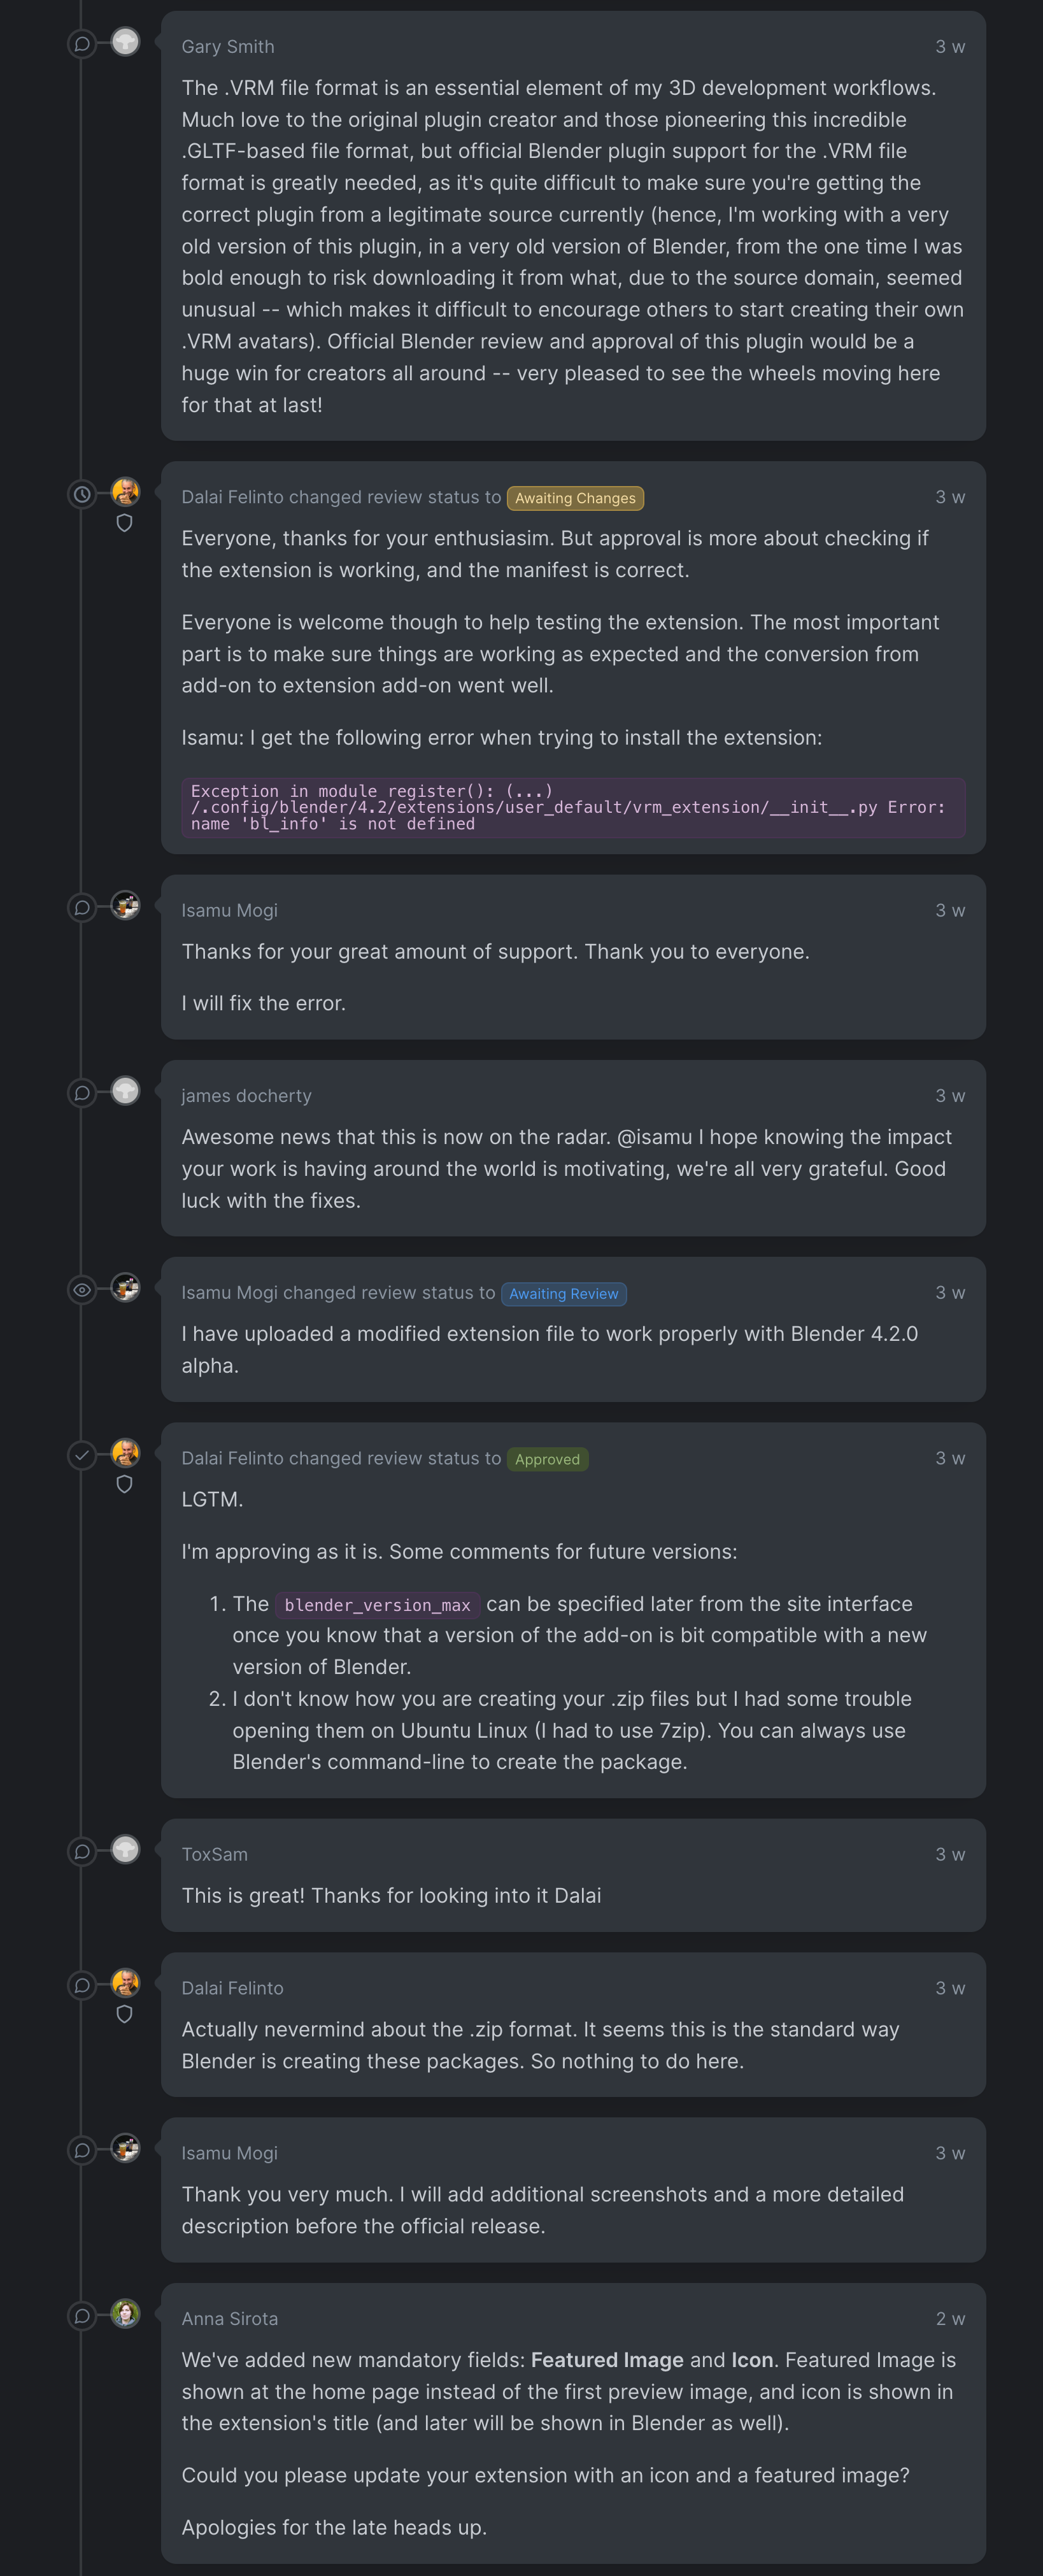 Gary Smith 3 w
The .VRM file format is an essential element of my 3D development workflows.
Much love to the original plugin creator and those pioneering this incredible
.GLTF-based file format, but official Blender plugin support for the .VRM file
format is greatly needed, as it's quite difficult to make sure you're getting the
correct plugin from a legitimate source currently (hence, I'm working with a very
old version of this plugin, in a very old version of Blender, from the one time I was
bold enough to risk downloading it from what, due to the source domain, seemed
unusual -- which makes it difficult to encourage others to start creating their own
.VRM avatars). Official Blender review and approval of this plugin would be a
huge win for creators all around -- very pleased to see the wheels moving here
for that at last!
Dalai Felinto changed review status to Awaiting Changes 3 w
Everyone, thanks for your enthusiasim. But approval is more about checking if
the extension is working, and the manifest is correct.
Everyone is welcome though to help testing the extension. The most important
part is to make sure things are working as expected and the conversion from
add-on to extension add-on went well.
Isamu: I get the following error when trying to install the extension:
Exception in module register(): (...)
/.config/blender/4.2/extensions/user_default/vrm_extension/__init__.py Error:
name 'bl_info' is not defined
Isamu Mogi 3 w
Thanks for your great amount of support. Thank you to everyone.
I will fix the error.
james docherty 3 w
Awesome news that this is now on the radar. @isamu I hope knowing the impact
your work is having around the world is motivating, we're all very grateful. Good
luck with the fixes.
Isamu Mogi changed review status to Awaiting Review 3 w
I have uploaded a modified extension file to work properly with Blender 4.2.0
alpha.
Dalai Felinto changed review status to Approved 3 w
LGTM.
I'm approving as it is. Some comments for future versions:
1. The blender_version_max can be specified later from the site interface
once you know that a version of the add-on is bit compatible with a new
version of Blender.
2. I don't know how you are creating your .zip files but I had some trouble
opening them on Ubuntu Linux (I had to use 7zip). You can always use
Blender's command-line to create the package.
ToxSam 3 w
This is great! Thanks for looking into it Dalai
Dalai Felinto 3 w
Actually nevermind about the .zip format. It seems this is the standard way
Blender is creating these packages. So nothing to do here.
Isamu Mogi 3 w
Thank you very much. I will add additional screenshots and a more detailed
description before the official release.
Anna Sirota 2 w
We've added new mandatory fields: Featured Image and Icon. Featured Image is
shown at the home page instead of the first preview image, and icon is shown in
the extension's title (and later will be shown in Blender as well).
Could you please update your extension with an icon and a featured image?
Apologies for the late heads up.